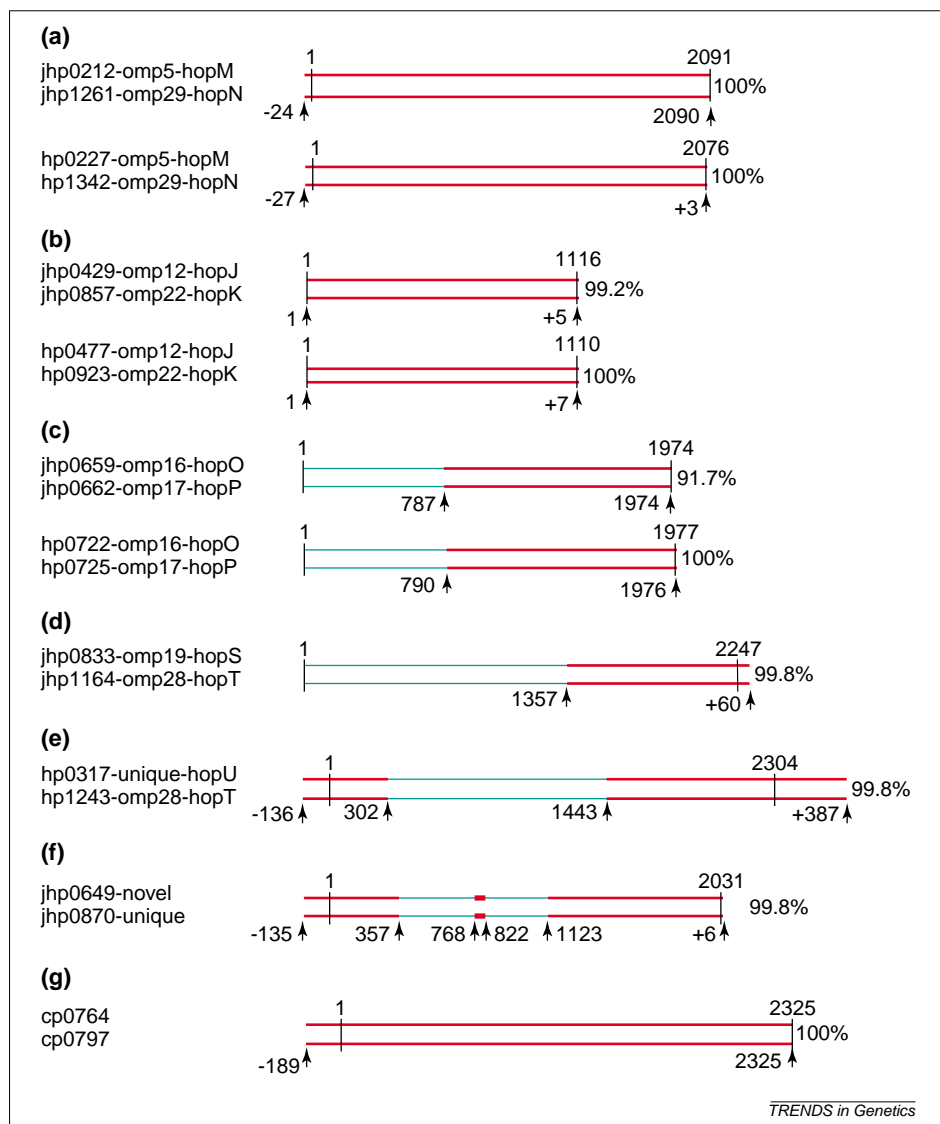 (a)
1 2091
jhp0212-omp5-hopM
jhp1261-omp29-hopN
100%
-24 2090
1 2076
hp0227-omp5-hopM
hp1342-omp29-hopN
100%
-27 +3
(b)
1 1116
jhp0429-omp12-hopJ
jhp0857-omp22-hopK
99.2%
1 +5
1 1110
hp0477-omp12-hopJ
hp0923-omp22-hopK
100%
1 +7
(c)
1 1974
jhp0659-omp16-hopO
jhp0662-omp17-hopP
91.7%
787 1974
1 1977
hp0722-omp16-hopO
hp0725-omp17-hopP
100%
790 1976
(d)
1 2247
jhp0833-omp19-hopS
jhp1164-omp28-hopT
99.8%
1357 +60
(e)
1 2304
hp0317-unique-hopU
hp1243-omp28-hopT
99.8%
-136 302 1443 +387
(f)
1 2031
jhp0649-novel
jhp0870-unique
99.8%
-135 357 768 822 1123 +6
(g)
1 2325
cp0764
cp0797
100%
-189 2325
TRENDS in Genetics